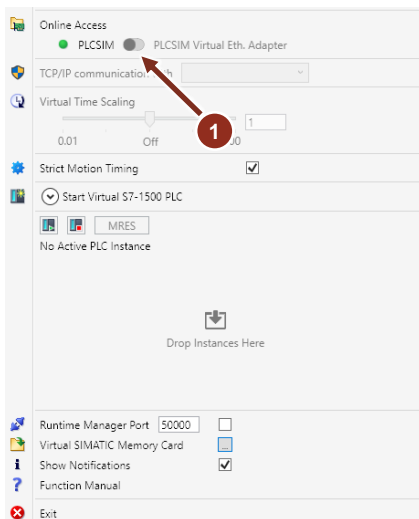 Online Access
PLCSIM PLCSIM Virtual Eth. Adapter
TCP/IP communication
1
Virtual Time Scaling
1
0.01 Off 00
Strict Motion Timing
Start Virtual S7-1500 PLC
MRES
No Active PLC Instance
Drop Instances Here
Runtime Manager Port 50000
Virtual SIMATIC Memory Card ...
Show Notifications
Function Manual
Exit